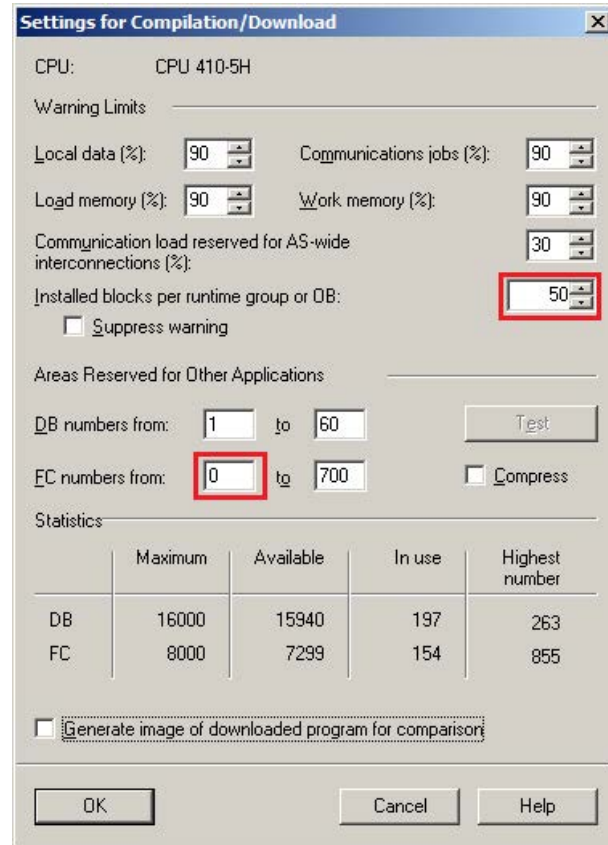 Settings for Compilation/Download
CPU: CPU 410-5H
Warning Limits
Local data (%): 90 Communications jobs (%): 90
Load memory (%): 90 Work memory (%): 90
Communication load reserved for AS-wide
interconnections (%): 30
Installed blocks per runtime group or OB: 50
Suppress warning
Areas Reserved for Other Applications
DB numbers from: 1 to 60 Test
FC numbers from: 0 to 700 Compress
Statistics
Maximum Available In use Highest
number
DB 16000 15940 197 263
FC 8000 7299 154 855
Generate image of downloaded program for comparison
OK Cancel Help